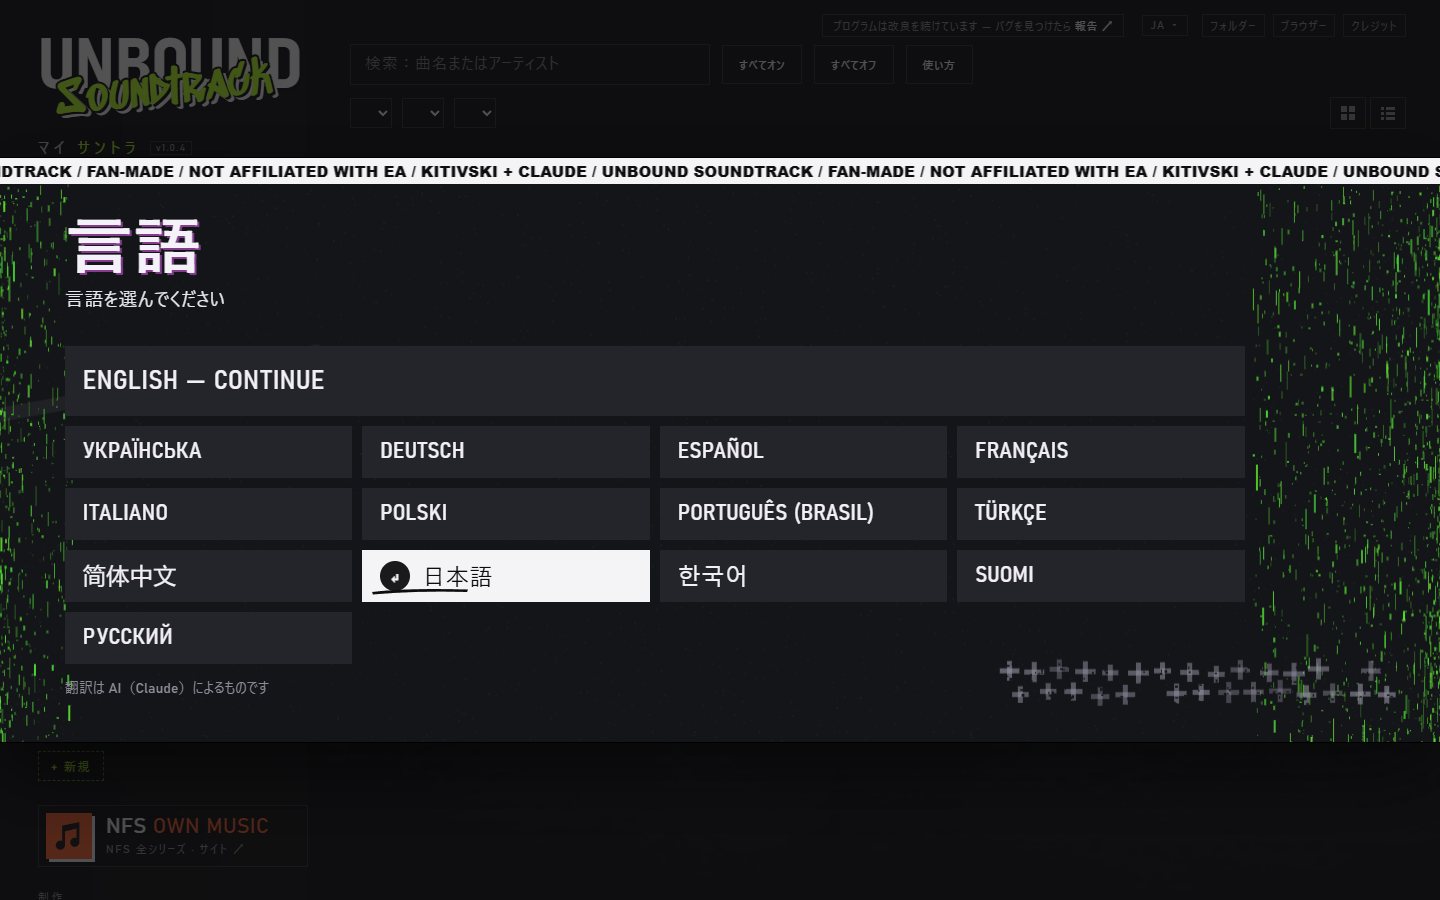 プログラムは改良を続けています — バグを見つけたら 報告
JA
フォルダー
ブラウザー
クレジット
UNBOUND
SOUNDTRACK
検索：曲名またはアーティスト
すべてオン
すべてオフ
使い方
マイ サントラ v1.0.4
DTRACK / FAN-MADE / NOT AFFILIATED WITH EA / KITIVSKI + CLAUDE / UNBOUND SOUNDTRACK / FAN-MADE / NOT AFFILIATED WITH EA / KITIVSKI + CLAUDE / UNBOUND S
言語
言語を選んでください
ENGLISH — CONTINUE
УКРАЇНСЬКА
DEUTSCH
ESPAÑOL
FRANÇAIS
ITALIANO
POLSKI
PORTUGUÊS (BRASIL)
TÜRKÇE
简体中文
日本語
한국어
SUOMI
РУССКИЙ
翻訳は AI（Claude）によるものです
+ 新規
NFS OWN MUSIC
NFS 全シリーズ · サイト
制作